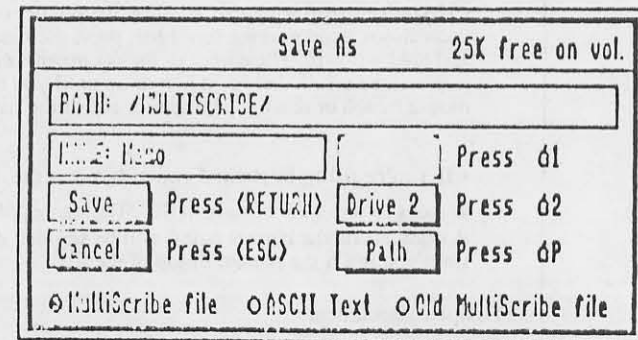 Save As 25K free on vol.
PATH: /MULTISCRIBE/
NAME: Memo Press 1
Save Press <RETURN> Drive 2 Press 2
Cancel Press <ESC> Path Press P
MultiScribe file ASCII Text Old MultiScribe file